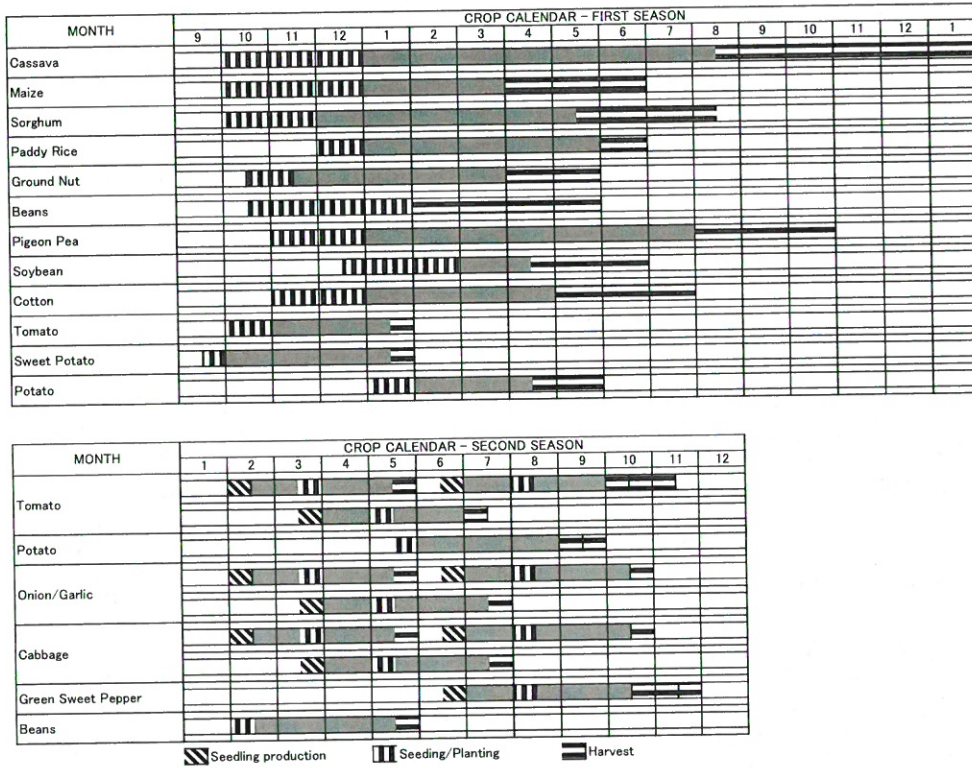 MONTH
CROP CALENDAR - FIRST SEASON
9 10 11 12 1 2 3 4 5 6 7 8 9 10 11 12 1
Cassava
Maize
Sorghum
Paddy Rice
Ground Nut
Beans
Pigeon Pea
Soybean
Cotton
Tomato
Sweet Potato
Potato
MONTH
CROP CALENDAR - SECOND SEASON
1 2 3 4 5 6 7 8 9 10 11 12
Tomato
Potato
Onion/Garlic
Cabbage
Green Sweet Pepper
Beans
Seedling production Seeding/Planting Harvest